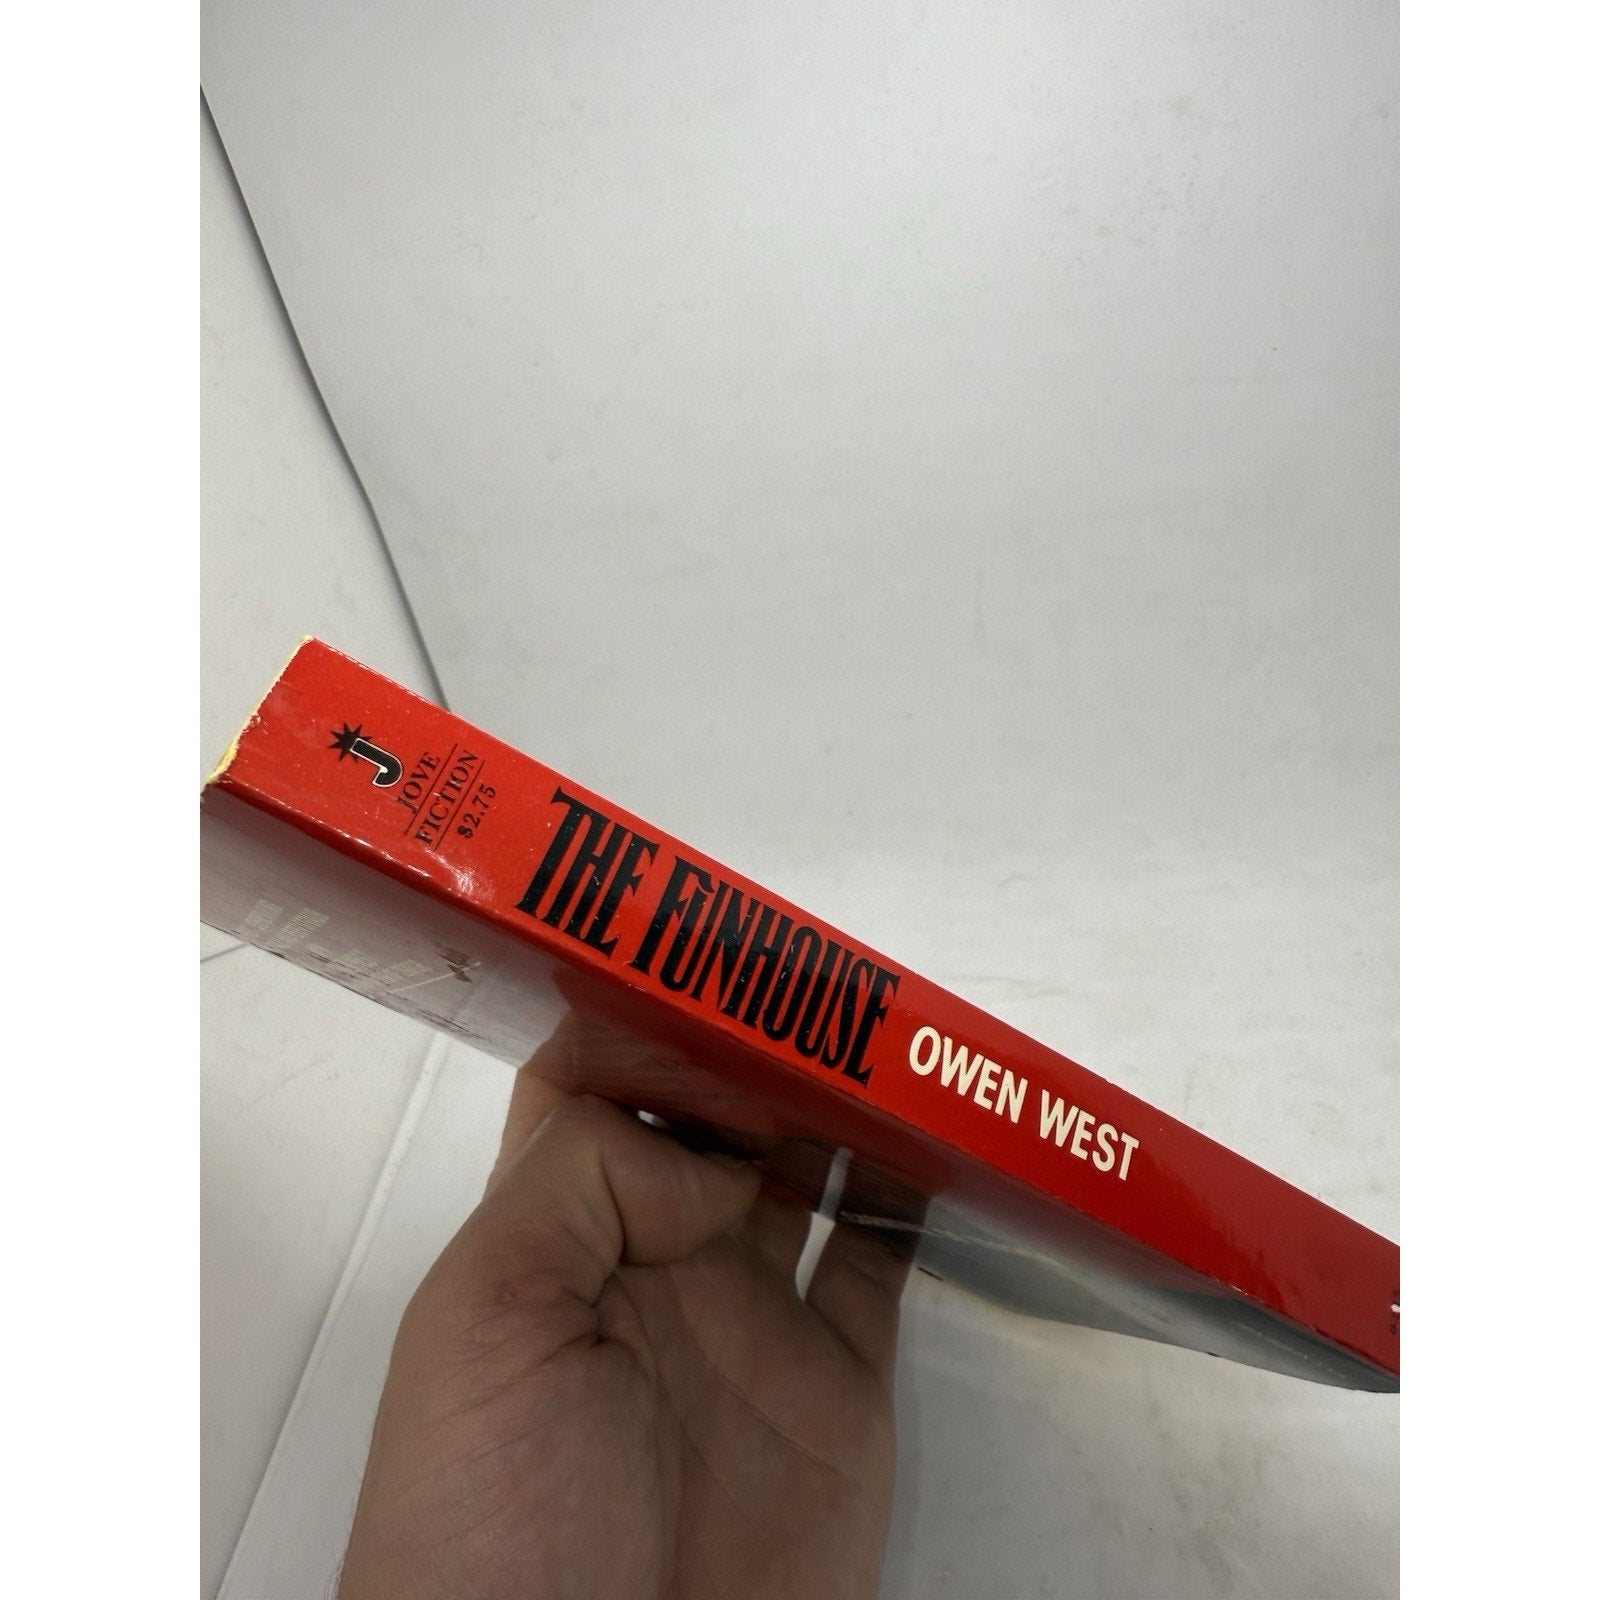 J
JOVE
FICTION
$2.75
THE FUNHOUSE
OWEN WEST